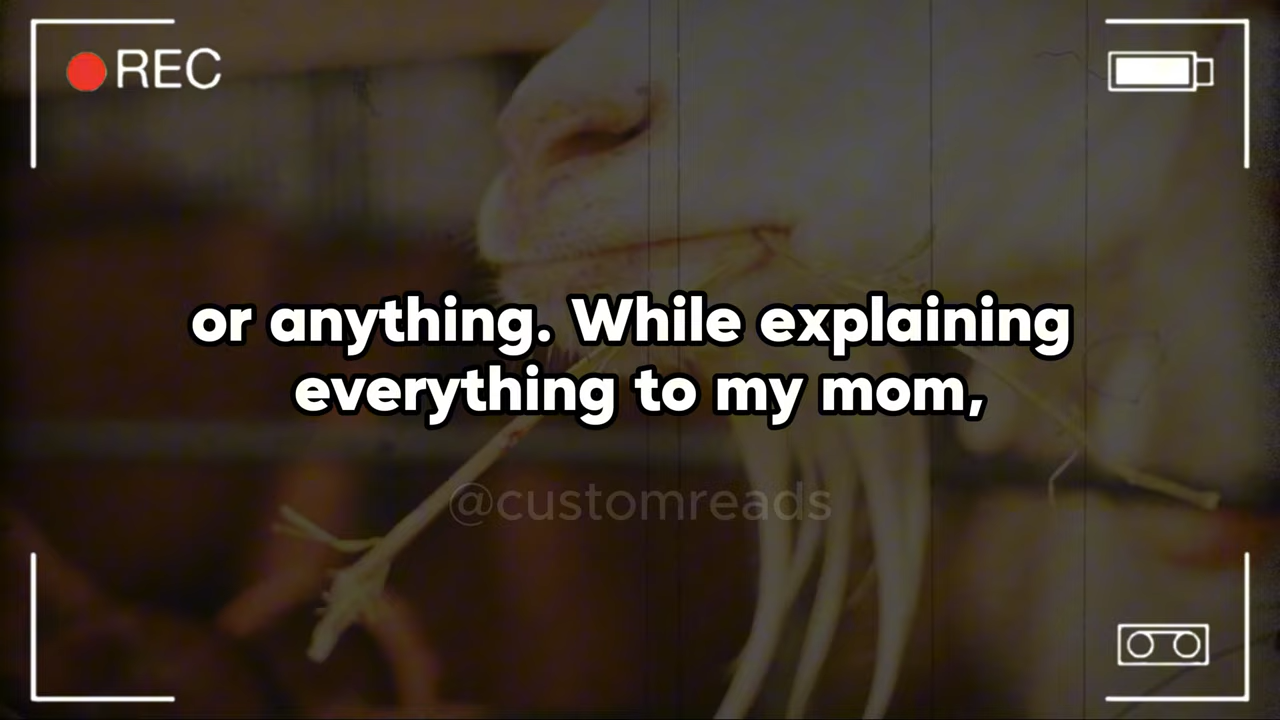 REC
or anything. While explaining
everything to my mom,
@customreads